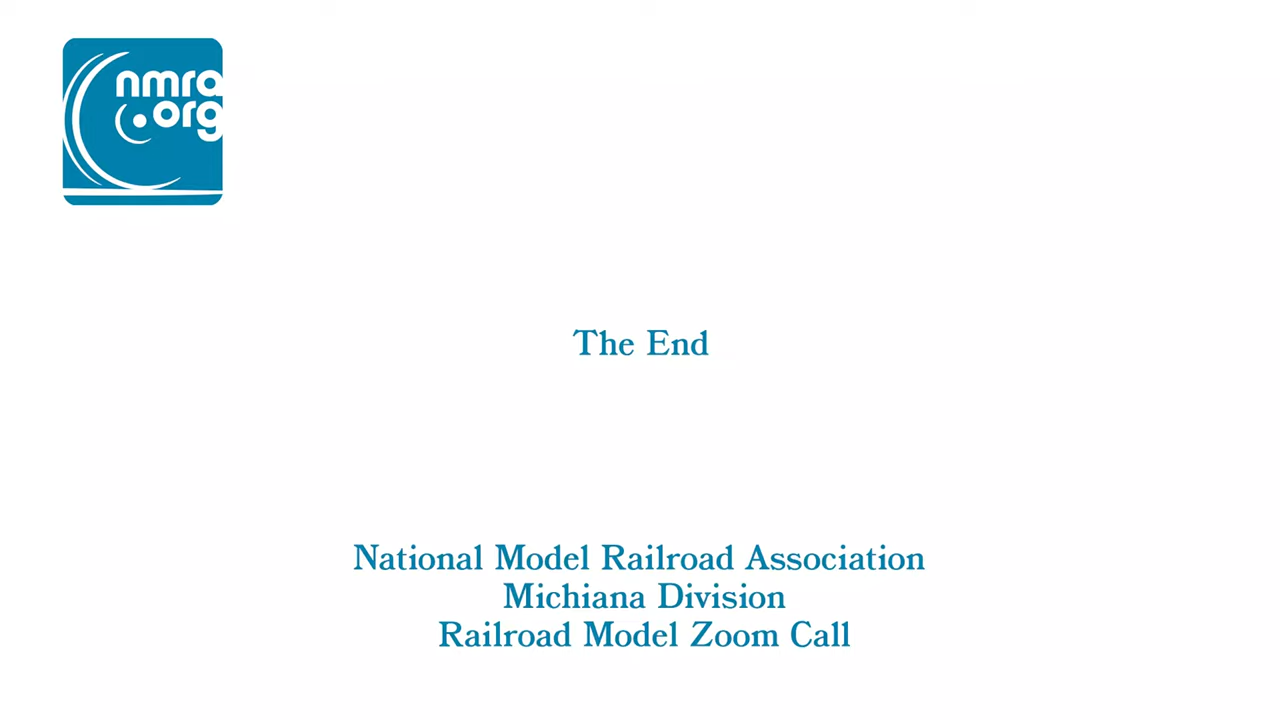 nmra
.org
The End
National Model Railroad Association
Michiana Division
Railroad Model Zoom Call